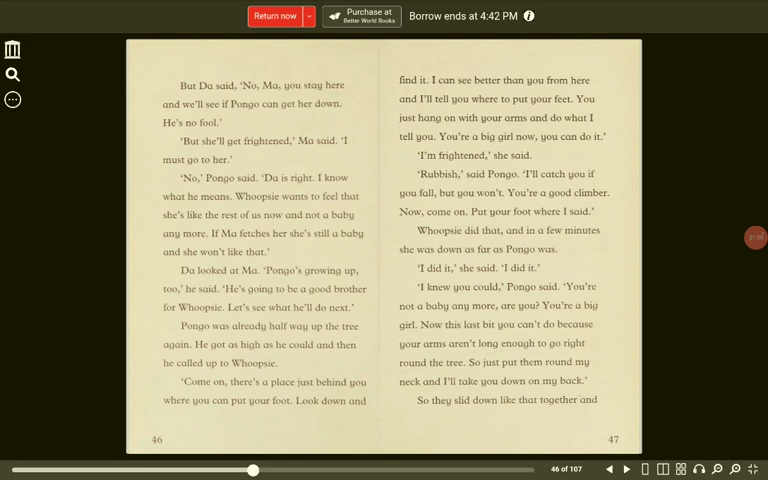 Return now
Purchase at
Better World Books
Borrow ends at 4:42 PM
But Da said, ‘No, Ma, you stay here
and we’ll see if Pongo can get her down.
He’s no fool.’
‘But she’ll get frightened,’ Ma said. ‘I
must go to her.’
‘No,’ Pongo said. ‘Da is right. I know
what he means. Whoopsie wants to feel that
she’s like the rest of us now and not a baby
any more. If Ma fetches her she’s still a baby
and she won’t like that.’
Da looked at Ma. ‘Pongo’s growing up,
too,’ he said. ‘He’s going to be a good brother
for Whoopsie. Let’s see what he’ll do next.’
Pongo was already half way up the tree
again. He got as high as he could and then
he called up to Whoopsie.
‘Come on, there’s a place just behind you
where you can put your foot. Look down and
46
find it. I can see better than you from here
and I’ll tell you where to put your feet. You
just hang on with your arms and do what I
tell you. You’re a big girl now, you can do it.’
‘I’m frightened,’ she said.
‘Rubbish,’ said Pongo. ‘I’ll catch you if
you fall, but you won’t. You’re a good climber.
Now, come on. Put your foot where I said.’
Whoopsie did that, and in a few minutes
she was down as far as Pongo was.
‘I did it,’ she said. ‘I did it.’
‘I knew you could,’ Pongo said. ‘You’re
not a baby any more, are you? You’re a big
girl. Now this last bit you can’t do because
your arms aren’t long enough to go right
round the tree. So just put them round my
neck and I’ll take you down on my back.’
So they slid down like that together and
47
46 of 107